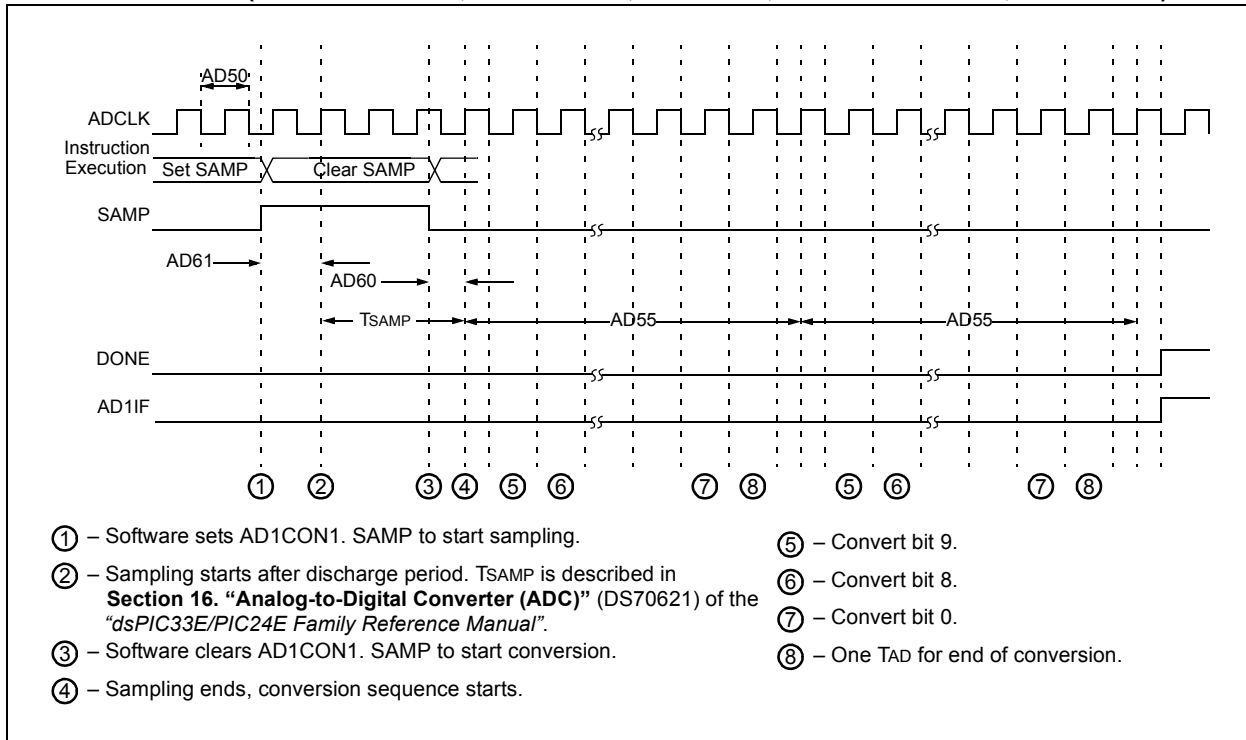 AD50
ADCLK
Instruction
Execution
Set SAMP
Clear SAMP
SAMP
AD61
AD60
TSAMP
AD55
AD55
DONE
AD1IF
1 2 3 4 5 6 7 8 5 6 7 8
1 – Software sets AD1CON1. SAMP to start sampling.
2 – Sampling starts after discharge period. TSAMP is described in
Section 16. “Analog-to-Digital Converter (ADC)” (DS70621) of the
“dsPIC33E/PIC24E Family Reference Manual”.
3 – Software clears AD1CON1. SAMP to start conversion.
4 – Sampling ends, conversion sequence starts.
5 – Convert bit 9.
6 – Convert bit 8.
7 – Convert bit 0.
8 – One TAD for end of conversion.